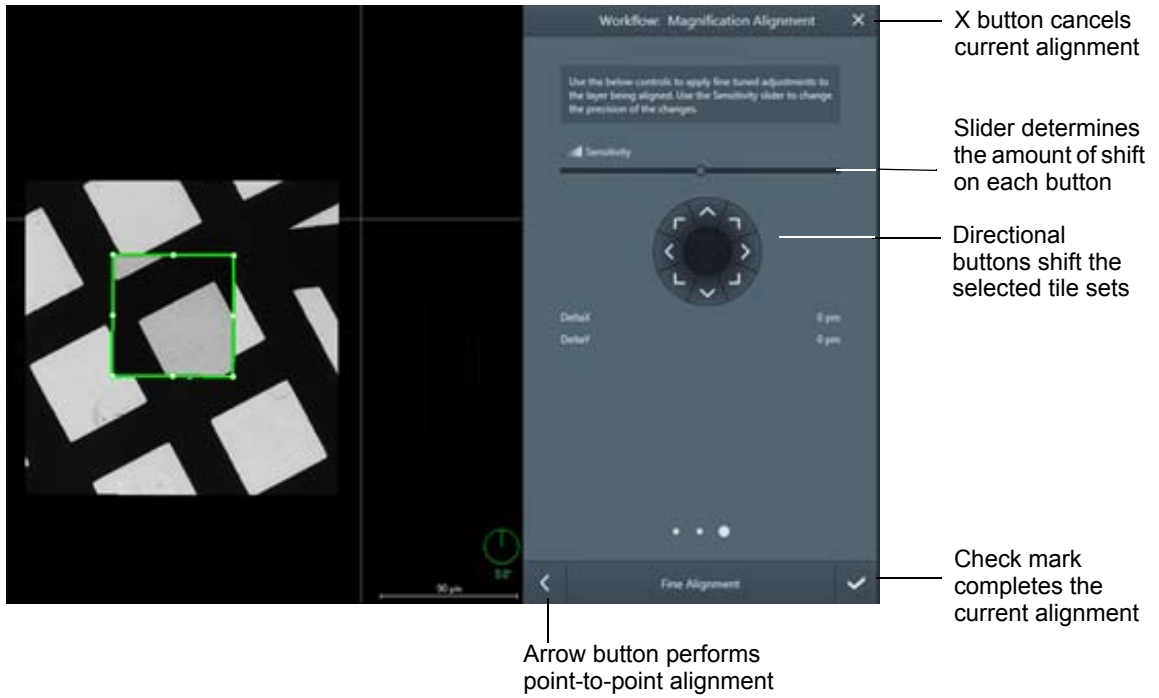 Workflow: Magnification Alignment
X button cancels
current alignment
Use the below controls to apply fine tuned adjustments to
the layer being aligned. Use the Sensitivity slider to change
the precision of the changes.
Sensitivity
Slider determines
the amount of shift
on each button
Directional
buttons shift the
selected tile sets
DeltaX 0 µm
DeltaY 0 µm
0.0°
90 µm
Fine Alignment
Check mark
completes the
current alignment
Arrow button performs
point-to-point alignment